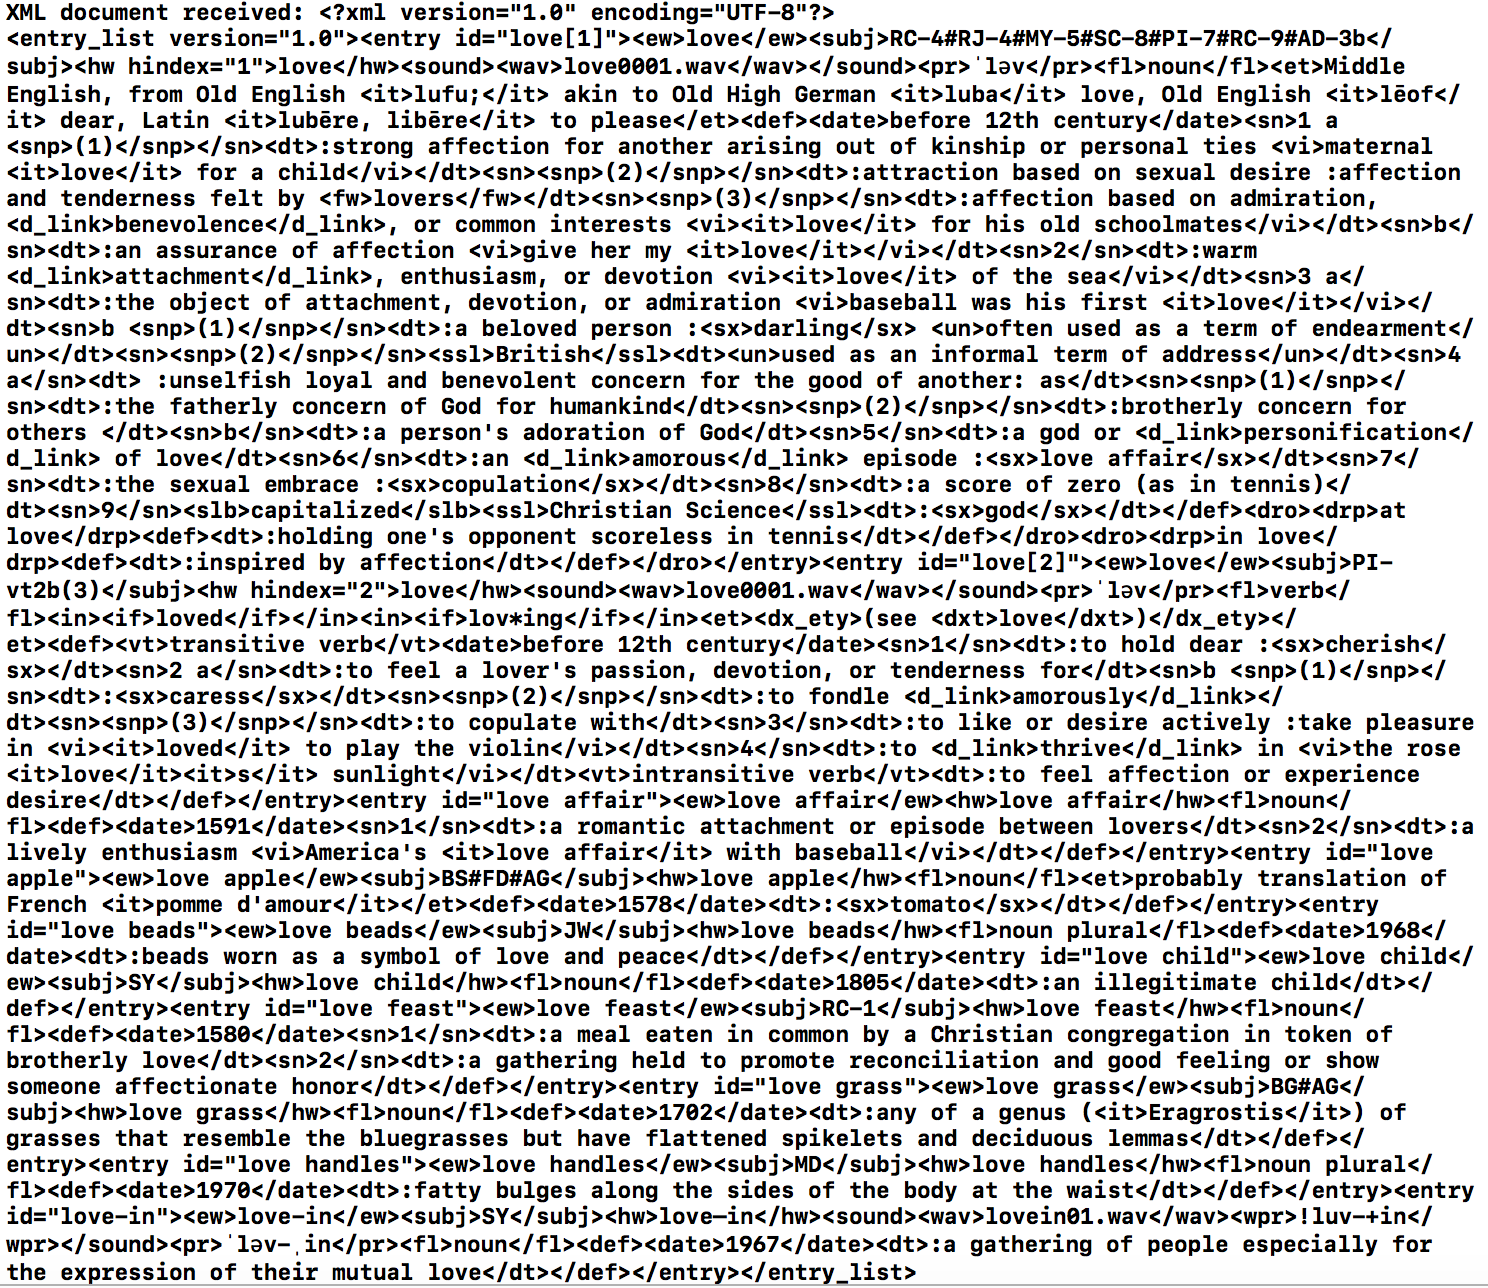 XML document received: <?xml version="1.0" encoding="UTF-8"?>
<entry_list version="1.0"><entry id="love[1]"><ew>love</ew><subj>RC-4#RJ-4#MY-5#SC-8#PI-7#RC-9#AD-3b</
subj><hw hindex="1">love</hw><sound><wav>love0001.wav</wav></sound><pr>ˈləv</pr><fl>noun</fl><et>Middle
English, from Old English <it>lufu;</it> akin to Old High German <it>luba</it> love, Old English <it>lēof</
it> dear, Latin <it>lubēre, libēre</it> to please</et><def><date>before 12th century</date><sn>1 a
<snp>(1)</snp></sn><dt>:strong affection for another arising out of kinship or personal ties <vi>maternal
<it>love</it> for a child</vi></dt><sn><snp>(2)</snp></sn><dt>:attraction based on sexual desire :affection
and tenderness felt by <fw>lovers</fw></dt><sn><snp>(3)</snp></sn><dt>:affection based on admiration,
<d_link>benevolence</d_link>, or common interests <vi><it>love</it> for his old schoolmates</vi></dt><sn>b</
sn><dt>:an assurance of affection <vi>give her my <it>love</it></vi></dt><sn>2</sn><dt>:warm
<d_link>attachment</d_link>, enthusiasm, or devotion <vi><it>love</it> of the sea</vi></dt><sn>3 a</
sn><dt>:the object of attachment, devotion, or admiration <vi>baseball was his first <it>love</it></vi></
dt><sn>b <snp>(1)</snp></sn><dt>:a beloved person :<sx>darling</sx> <un>often used as a term of endearment</
un></dt><sn><snp>(2)</snp></sn><ssl>British</ssl><dt><un>used as an informal term of address</un></dt><sn>4
a</sn><dt> :unselfish loyal and benevolent concern for the good of another: as</dt><sn><snp>(1)</snp></
sn><dt>:the fatherly concern of God for humankind</dt><sn><snp>(2)</snp></sn><dt>:brotherly concern for
others </dt><sn>b</sn><dt>:a person's adoration of God</dt><sn>5</sn><dt>:a god or <d_link>personification</
d_link> of love</dt><sn>6</sn><dt>:an <d_link>amorous</d_link> episode :<sx>love affair</sx></dt><sn>7</
sn><dt>:the sexual embrace :<sx>copulation</sx></dt><sn>8</sn><dt>:a score of zero (as in tennis)</
dt><sn>9</sn><slb>capitalized</slb><ssl>Christian Science</ssl><dt>:<sx>god</sx></dt></def><dro><drp>at
love</drp><def><dt>:holding one's opponent scoreless in tennis</dt></def></dro><dro><drp>in love</
drp><def><dt>:inspired by affection</dt></def></dro></entry><entry id="love[2]"><ew>love</ew><subj>PI-
vt2b(3)</subj><hw hindex="2">love</hw><sound><wav>love0001.wav</wav></sound><pr>ˈləv</pr><fl>verb</
fl><in><if>loved</if></in><in><if>lov*ing</if></in><et><dx_ety>(see <dxt>love</dxt>)</dx_ety></
et><def><vt>transitive verb</vt><date>before 12th century</date><sn>1</sn><dt>:to hold dear :<sx>cherish</
sx></dt><sn>2 a</sn><dt>:to feel a lover's passion, devotion, or tenderness for</dt><sn>b <snp>(1)</snp></
sn><dt>:<sx>caress</sx></dt><sn><snp>(2)</snp></sn><dt>:to fondle <d_link>amorously</d_link></
dt><sn><snp>(3)</snp></sn><dt>:to copulate with</dt><sn>3</sn><dt>:to like or desire actively :take pleasure
in <vi><it>loved</it> to play the violin</vi></dt><sn>4</sn><dt>:to <d_link>thrive</d_link> in <vi>the rose
<it>love</it><it>s</it> sunlight</vi></dt><vt>intransitive verb</vt><dt>:to feel affection or experience
desire</dt></def></entry><entry id="love affair"><ew>love affair</ew><hw>love affair</hw><fl>noun</
fl><def><date>1591</date><sn>1</sn><dt>:a romantic attachment or episode between lovers</dt><sn>2</sn><dt>:a
lively enthusiasm <vi>America's <it>love affair</it> with baseball</vi></dt></def></entry><entry id="love
apple"><ew>love apple</ew><subj>BS#FD#AG</subj><hw>love apple</hw><fl>noun</fl><et>probably translation of
French <it>pomme d'amour</it></et><def><date>1578</date><dt>:<sx>tomato</sx></dt></def></entry><entry
id="love beads"><ew>love beads</ew><subj>JW</subj><hw>love beads</hw><fl>noun plural</fl><def><date>1968</
date><dt>:beads worn as a symbol of love and peace</dt></def></entry><entry id="love child"><ew>love child</
ew><subj>SY</subj><hw>love child</hw><fl>noun</fl><def><date>1805</date><dt>:an illegitimate child</dt></
def></entry><entry id="love feast"><ew>love feast</ew><subj>RC-1</subj><hw>love feast</hw><fl>noun</
fl><def><date>1580</date><sn>1</sn><dt>:a meal eaten in common by a Christian congregation in token of
brotherly love</dt><sn>2</sn><dt>:a gathering held to promote reconciliation and good feeling or show
someone affectionate honor</dt></def></entry><entry id="love grass"><ew>love grass</ew><subj>BG#AG</
subj><hw>love grass</hw><fl>noun</fl><def><date>1702</date><dt>:any of a genus (<it>Eragrostis</it>) of
grasses that resemble the bluegrasses but have flattened spikelets and deciduous lemmas</dt></def></
entry><entry id="love handles"><ew>love handles</ew><subj>MD</subj><hw>love handles</hw><fl>noun plural</
fl><def><date>1970</date><dt>:fatty bulges along the sides of the body at the waist</dt></def></entry><entry
id="love-in"><ew>love-in</ew><subj>SY</subj><hw>love–in</hw><sound><wav>lovein01.wav</wav><wpr>!luv-+in</
wpr></sound><pr>ˈləv-ˌin</pr><fl>noun</fl><def><date>1967</date><dt>:a gathering of people especially for
the expression of their mutual love</dt></def></entry></entry_list>